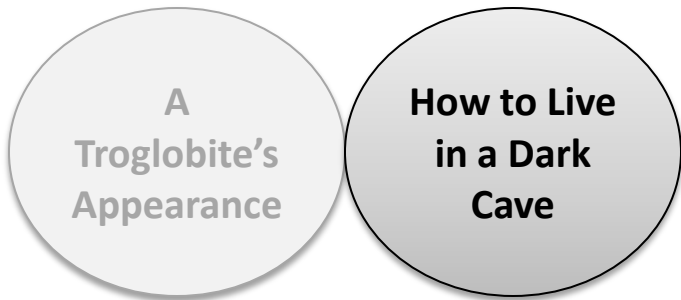 A
Troglobite's
Appearance
How to Live
in a Dark
Cave